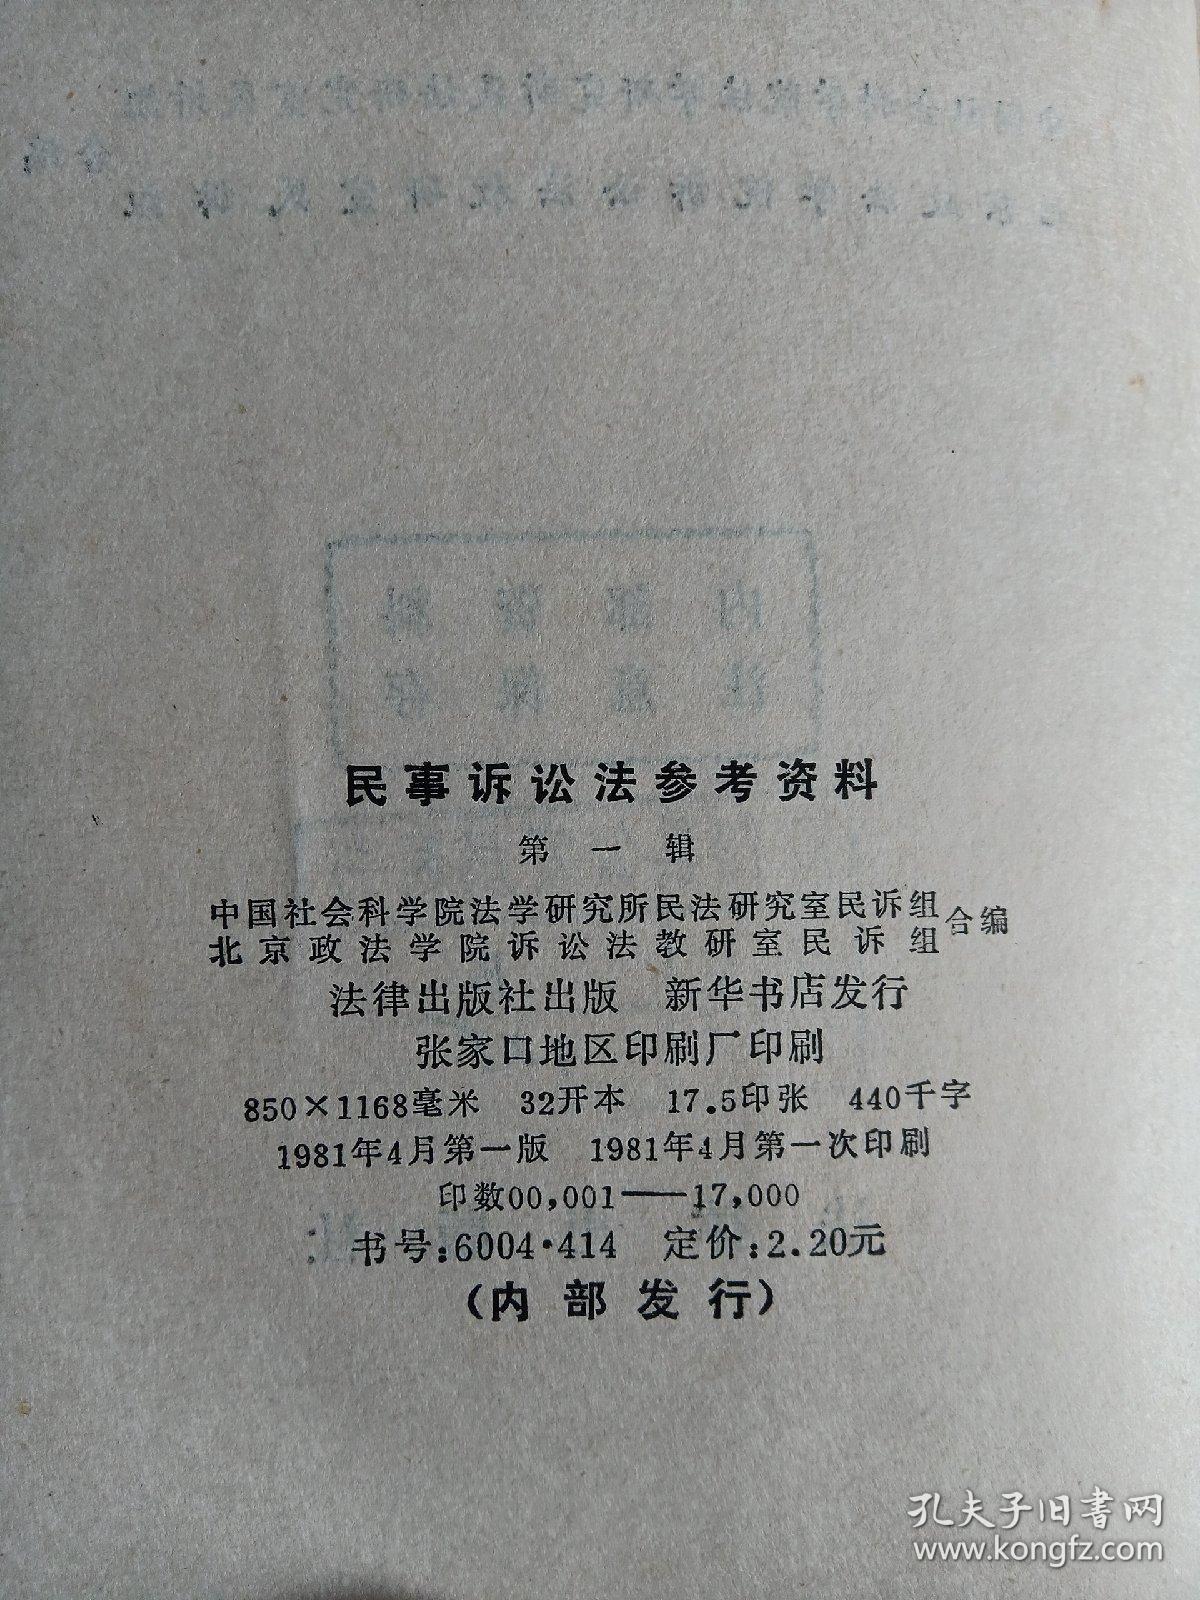 民事诉讼法参考资料
第一辑
中国社会科学院法学研究所民法研究室民诉组
北京政法学院诉讼法教研室民诉组
合编
法律出版社出版 新华书店发行
张家口地区印刷厂印刷
850×1168毫米 32开本 17.5印张 440千字
1981年4月第一版 1981年4月第一次印刷
印数00,001——17,000
书号:6004·414 定价:2.20元
(内部发行)
孔夫子旧书网
www.kongfz.com